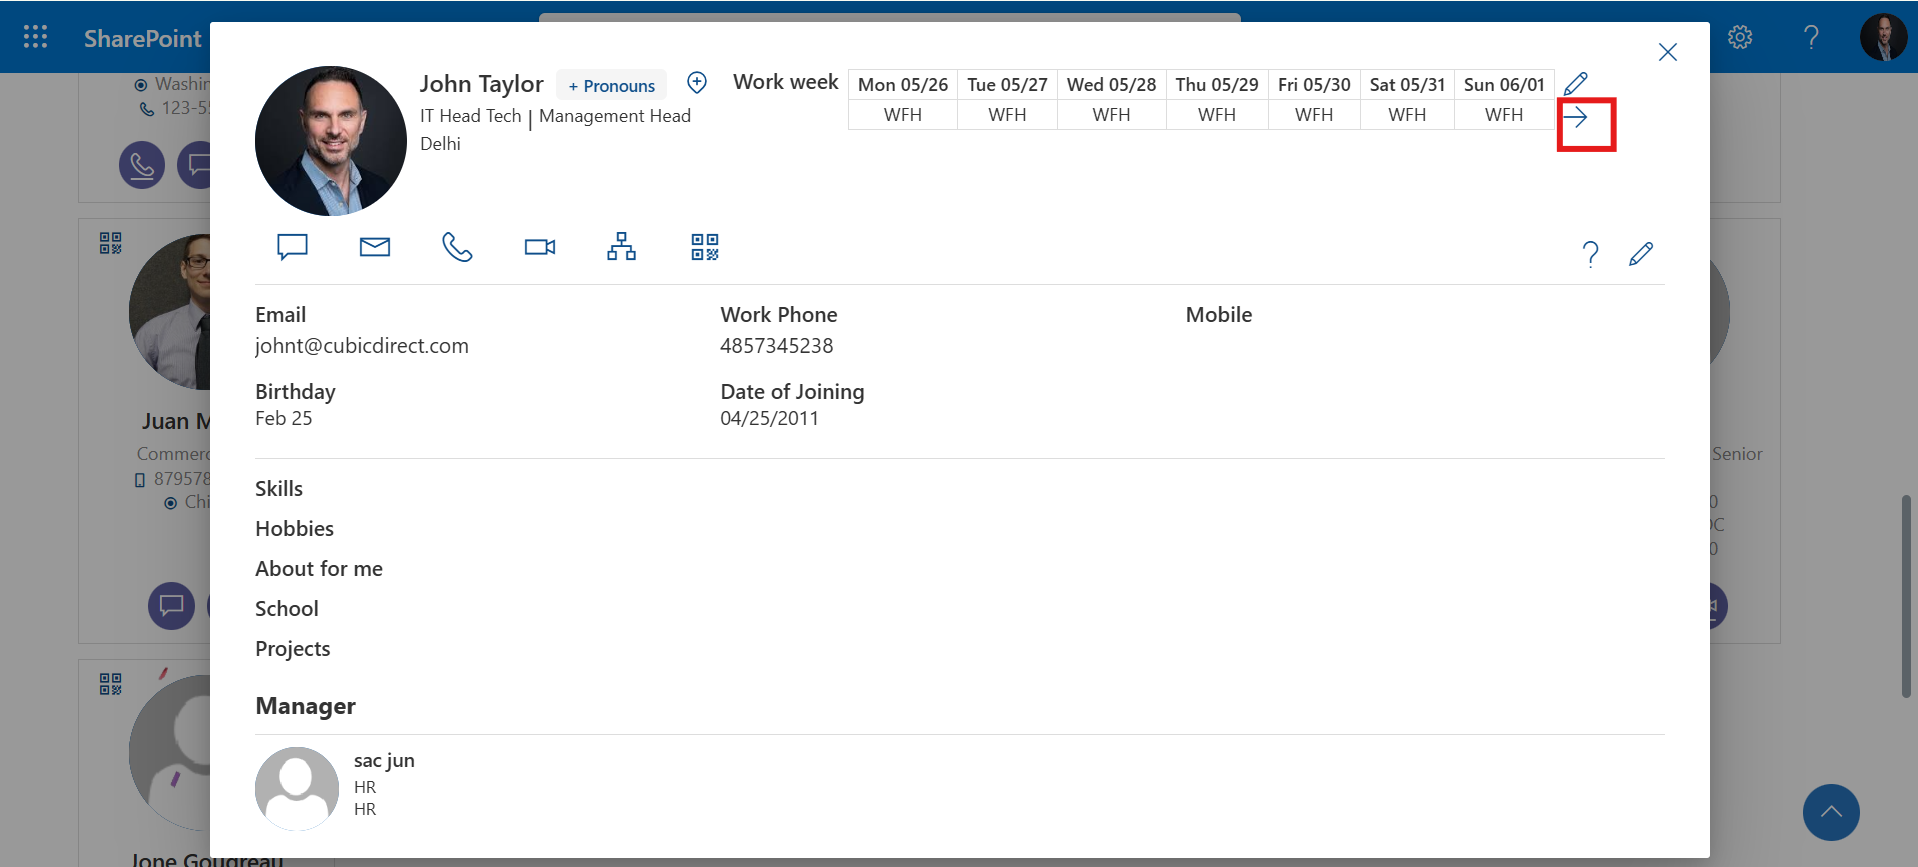 SharePoint
Washin
123-5
John Taylor
+ Pronouns
IT Head Tech | Management Head
Delhi
Work week
Mon 05/26 Tue 05/27 Wed 05/28 Thu 05/29 Fri 05/30 Sat 05/31 Sun 06/01
WFH WFH WFH WFH WFH WFH WFH
Email Work Phone Mobile
johnt@cubicdirect.com 4857345238
Birthday Date of Joining
Feb 25 04/25/2011
Juan M
Commerc
879578
Chi
Senior
0
DC
0
Skills
Hobbies
About for me
School
Projects
Manager
sac jun
HR
HR
Jone Goudreau